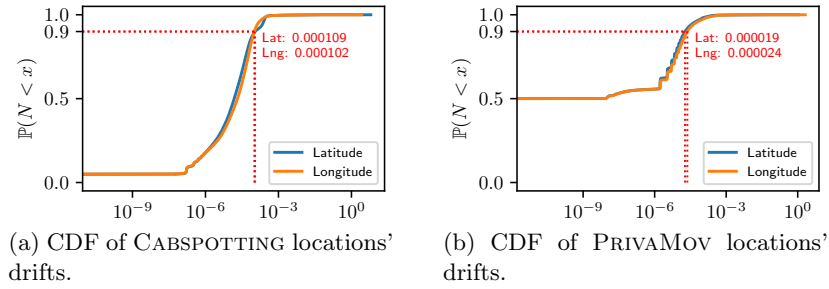 1.0
0.9
0.5
0.0
ℙ(N < x)
Lat: 0.000109
Lng: 0.000102
Latitude
Longitude
10⁻⁹ 10⁻⁶ 10⁻³ 10⁰
(a) CDF of CABSPOTTING locations'
drifts.
1.0
0.9
0.5
0.0
ℙ(N < x)
Lat: 0.000019
Lng: 0.000024
Latitude
Longitude
10⁻⁹ 10⁻⁶ 10⁻³ 10⁰
(b) CDF of PRIVAMOV locations'
drifts.